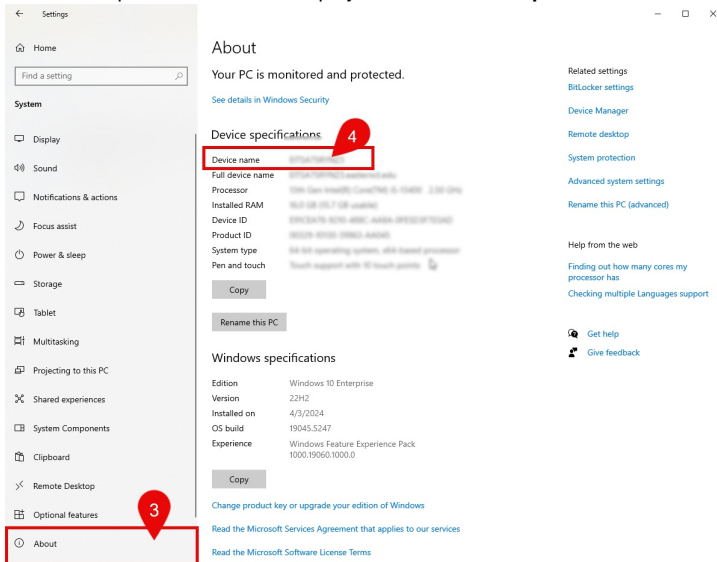 Settings
Home
Find a setting
System
Display
Sound
Notifications & actions
Focus assist
Power & sleep
Storage
Tablet
Multitasking
Projecting to this PC
Shared experiences
System Components
Clipboard
Remote Desktop
Optional features
3
About
About
Your PC is monitored and protected.
See details in Windows Security
Device specifications
4
Device name
Full device name
Processor
Installed RAM
Device ID
Product ID
System type
Pen and touch
Copy
Rename this PC
Windows specifications
Edition Windows 10 Enterprise
Version 22H2
Installed on 4/3/2024
OS build 19045.5247
Experience Windows Feature Experience Pack
1000.19060.1000.0
Copy
Change product key or upgrade your edition of Windows
Read the Microsoft Services Agreement that applies to our services
Read the Microsoft Software License Terms
Related settings
BitLocker settings
Device Manager
Remote desktop
System protection
Advanced system settings
Rename this PC (advanced)
Help from the web
Finding out how many cores my
processor has
Checking multiple Languages support
Get help
Give feedback